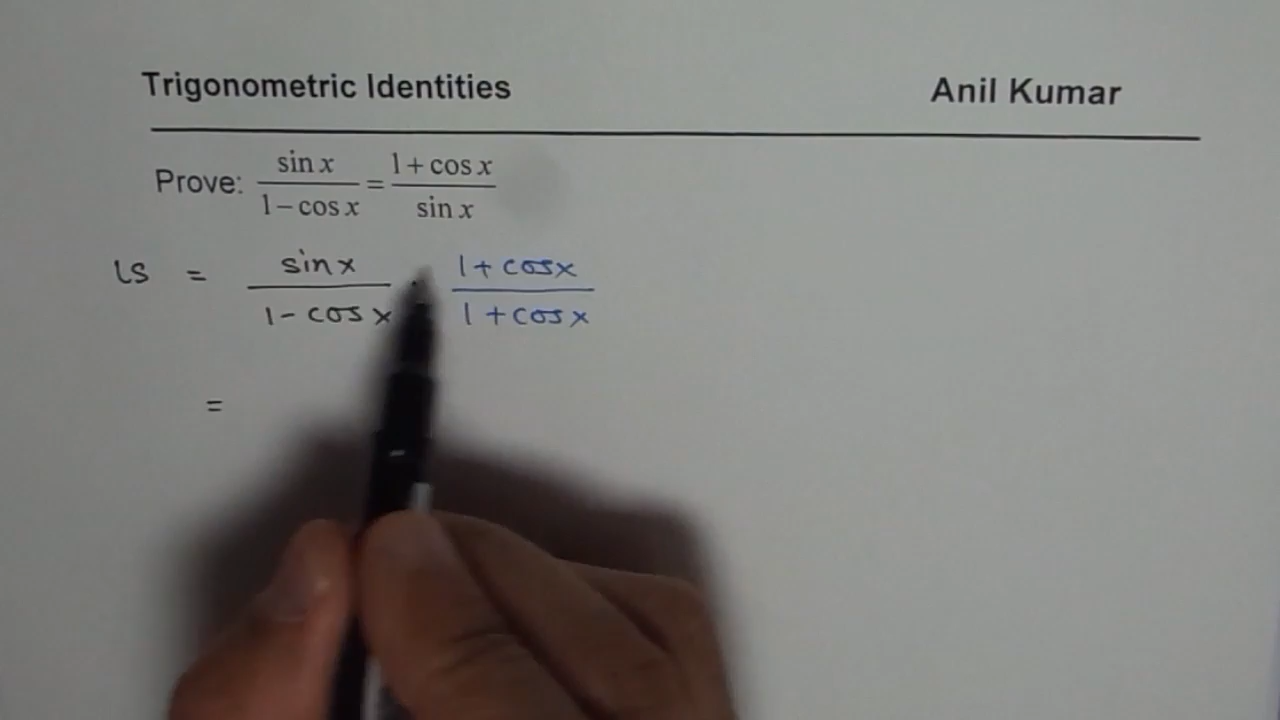 Trigonometric Identities Anil Kumar
Prove: sin x / 1 − cos x = 1 + cos x / sin x
LS = sin x / 1 - cos x · 1 + cos x / 1 + cos x
=